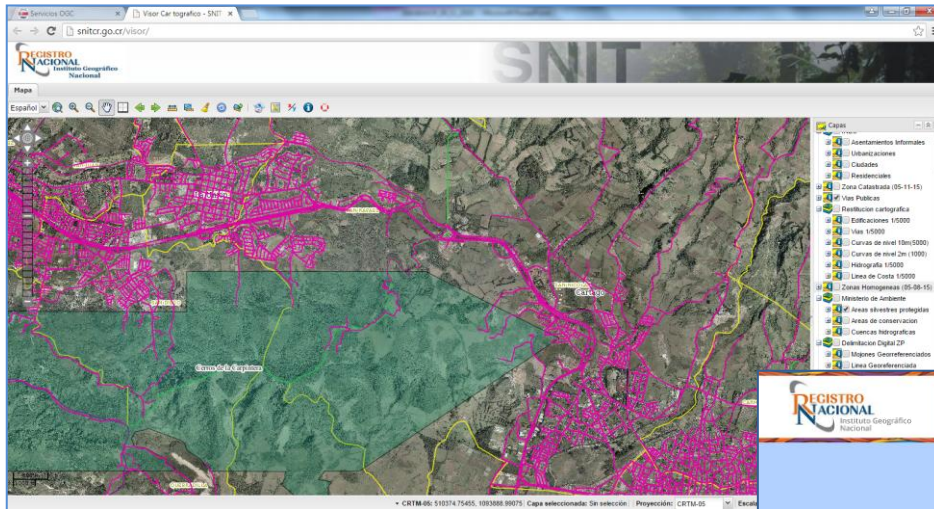 Servicios OGC
Visor Cartografico - SNIT
snitcr.go.cr/visor/
REGISTRO
NACIONAL
Instituto Geográfico
Nacional
SNIT
Mapa
Español
Capas
Asentamientos Informales
Urbanizaciones
Ciudades
Residenciales
Zona Catastrada (05-11-15)
Vias Publicas
Restitucion cartografica
Edificaciones 1/5000
Vias 1/5000
Curvas de nivel 10m(5000)
Curvas de nivel 2m (1000)
Hidrografia 1/5000
Linea de Costa 1/5000
Zonas Homogeneas (05-08-15)
Ministerio de Ambiente
Areas silvestres protegidas
Areas de conservacion
Cuencas hidrograficas
Delimitacion Digital ZP
Mojones Georreferenciados
Linea Georeferenciada
Cartago
Cerros de la Carpintera
REGISTRO
NACIONAL
Instituto Geográfico
Nacional
CRTM-05: 510374.75455, 1093888.99075 Capa seleccionada: Sin selección Proyección: CRTM-05 Escala